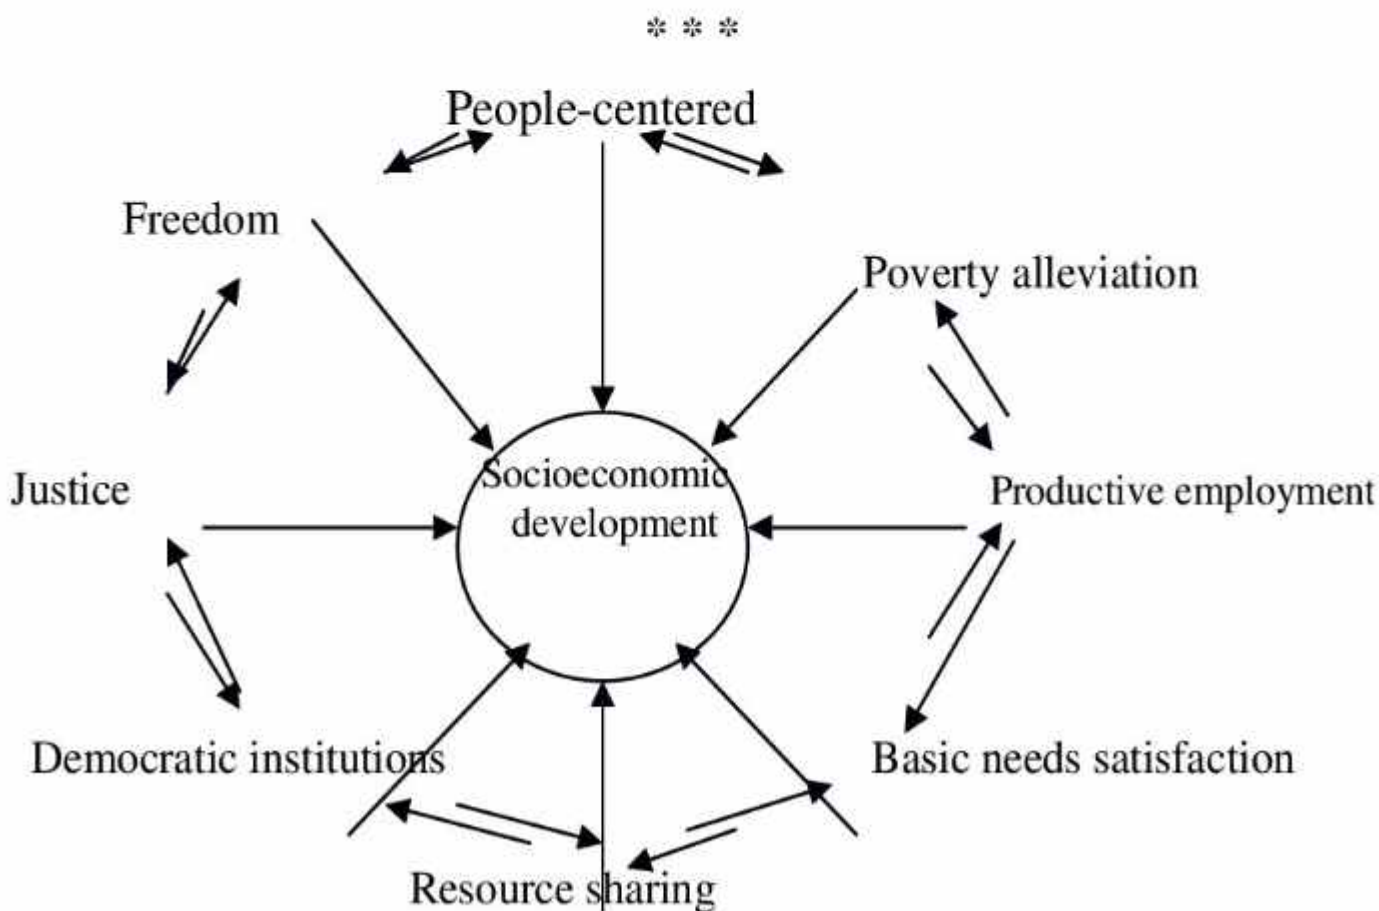 * * *
People-centered
Freedom
Poverty alleviation
Socioeconomic
development
Justice
Productive employment
Democratic institutions
Basic needs satisfaction
Resource sharing